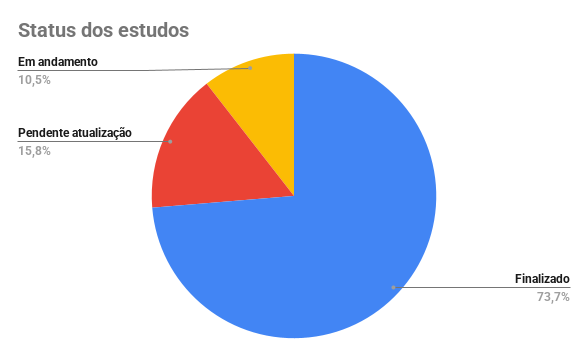 Status dos estudos
Em andamento
10,5%
Pendente atualização
15,8%
Finalizado
73,7%